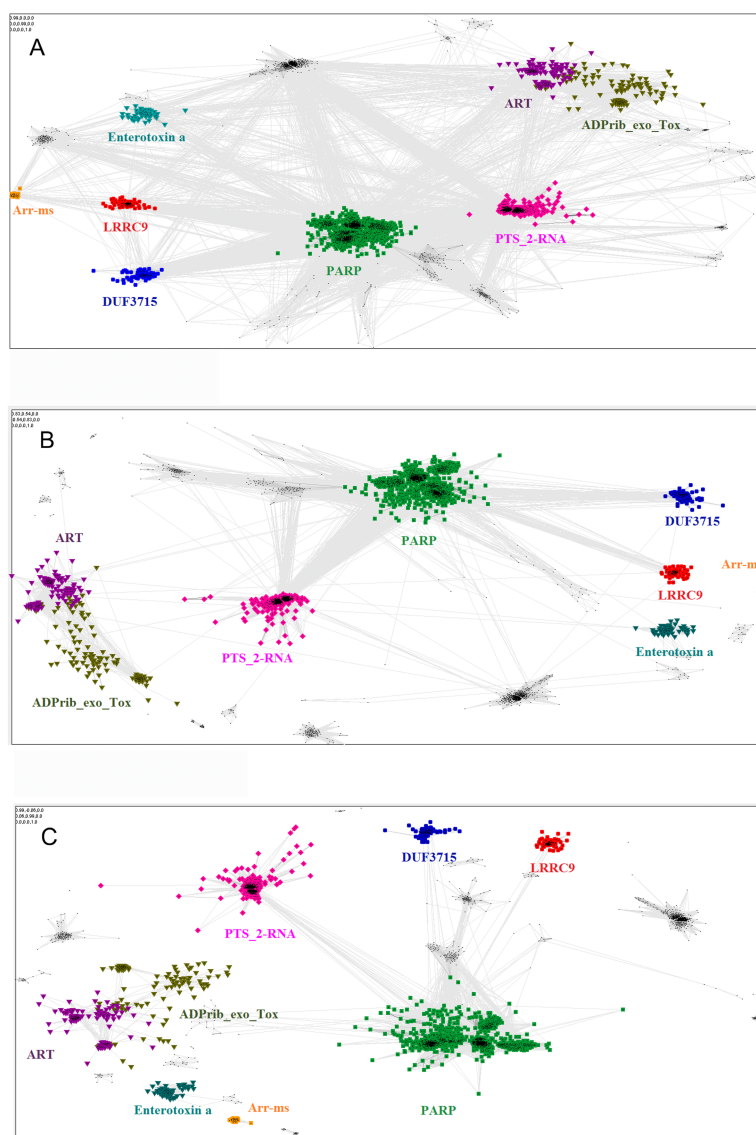 A
ART
ADPrib_exo_Tox
Enterotoxin a
Arr-ms
LRRC9
PTS_2-RNA
PARP
DUF3715
B
ART
PARP
DUF3715
Arr-m
LRRC9
PTS_2-RNA
Enterotoxin a
ADPrib_exo_Tox
C
DUF3715
LRRC9
PTS_2-RNA
ADPrib_exo_Tox
ART
Enterotoxin a
Arr-ms
PARP